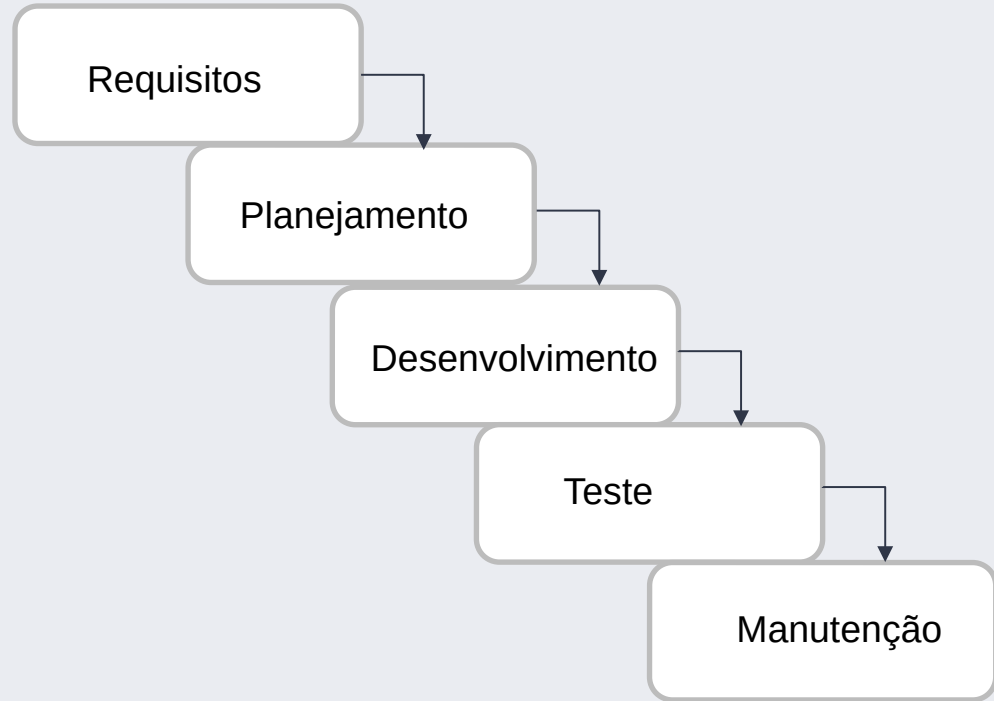 Requisitos
Planejamento
Desenvolvimento
Teste
Manutenção